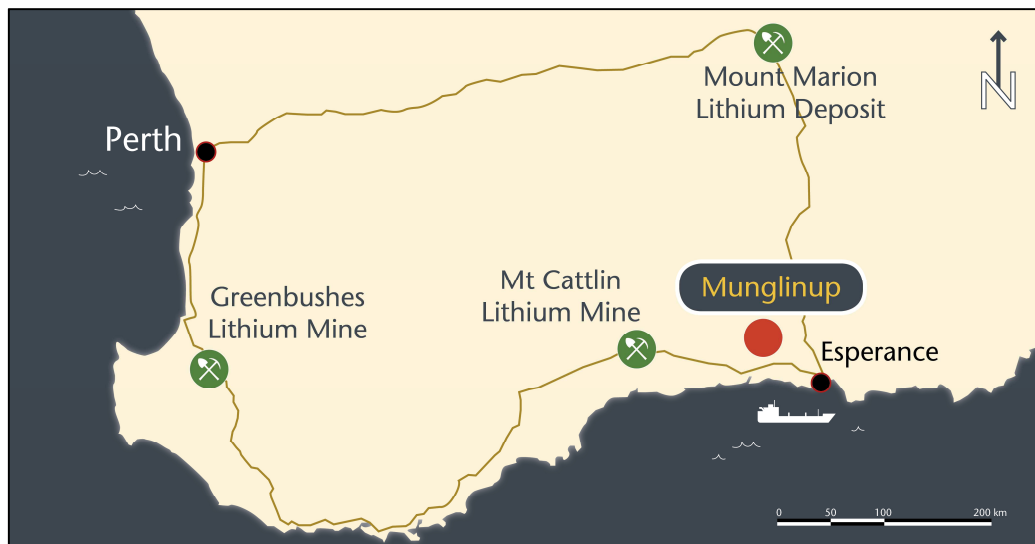 Mount Marion
Lithium Deposit
N
Perth
Greenbushes
Lithium Mine
Mt Cattlin
Lithium Mine
Munglinup
Esperance
0 50 100 200 km